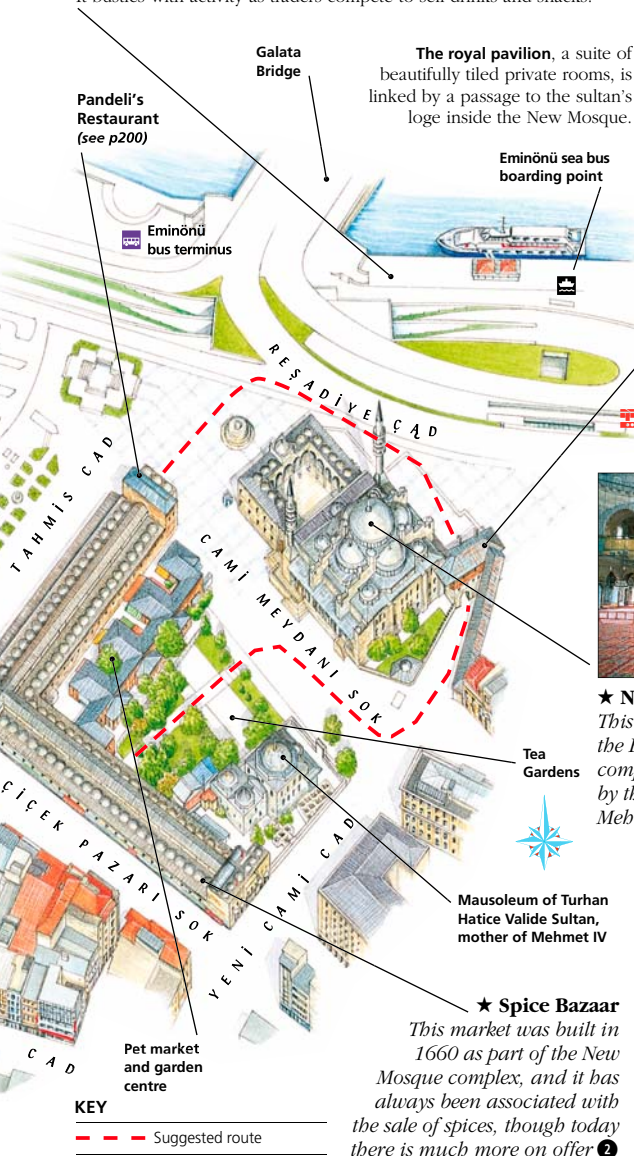 It bustles with activity as traders compete to sell drinks and snacks.
Galata
Bridge
The royal pavilion, a suite of
beautifully tiled private rooms, is
linked by a passage to the sultan's
loge inside the New Mosque.
Pandeli's
Restaurant
(see p200)
Eminönü sea bus
boarding point
Eminönü
bus terminus
REŞADİYE ÇAD
TAHMİS CAD
CAMİ MEYDANI SOK
★ N
This
the
comp
by th
Meh
Tea
Gardens
ÇİÇEK PAZARI SOK
YENİ CAMİ CAD
Mausoleum of Turhan
Hatice Valide Sultan,
mother of Mehmet IV
★ Spice Bazaar
This market was built in
1660 as part of the New
Mosque complex, and it has
always been associated with
the sale of spices, though today
there is much more on offer 2
CAD
Pet market
and garden
centre
KEY
Suggested route